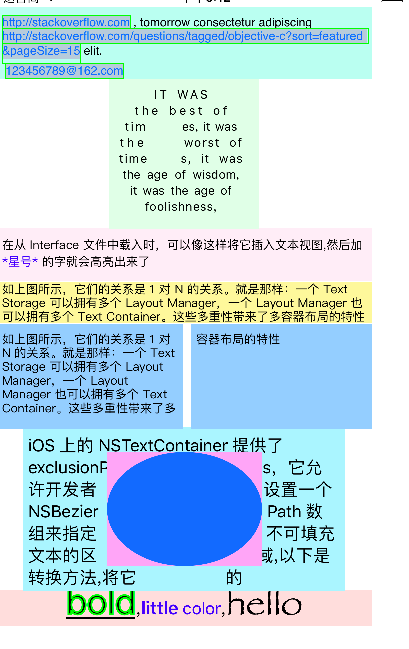 http://stackoverflow.com , tomorrow consectetur adipiscing
http://stackoverflow.com/questions/tagged/objective-c?sort=featured
&pageSize=15 elit.
123456789@162.com
IT WAS
the best of
tim es, it was
the worst of
time s, it was
the age of wisdom,
it was the age of
foolishness,
在从 Interface 文件中载入时，可以像这样将它插入文本视图,然后加
*星号* 的字就会高亮出来了
如上图所示，它们的关系是 1 对 N 的关系。就是那样：一个 Text
Storage 可以拥有多个 Layout Manager，一个 Layout Manager 也
可以拥有多个 Text Container。这些多重性带来了多容器布局的特性
如上图所示，它们的关系是 1 对
N 的关系。就是那样：一个 Text
Storage 可以拥有多个 Layout
Manager，一个 Layout
Manager 也可以拥有多个 Text
Container。这些多重性带来了多
容器布局的特性
iOS 上的 NSTextContainer 提供了
exclusionP s，它允
许开发者 设置一个
NSBezier Path 数
组来指定 不可填充
文本的区 域,以下是
转换方法,将它 的
bold,little color,hello